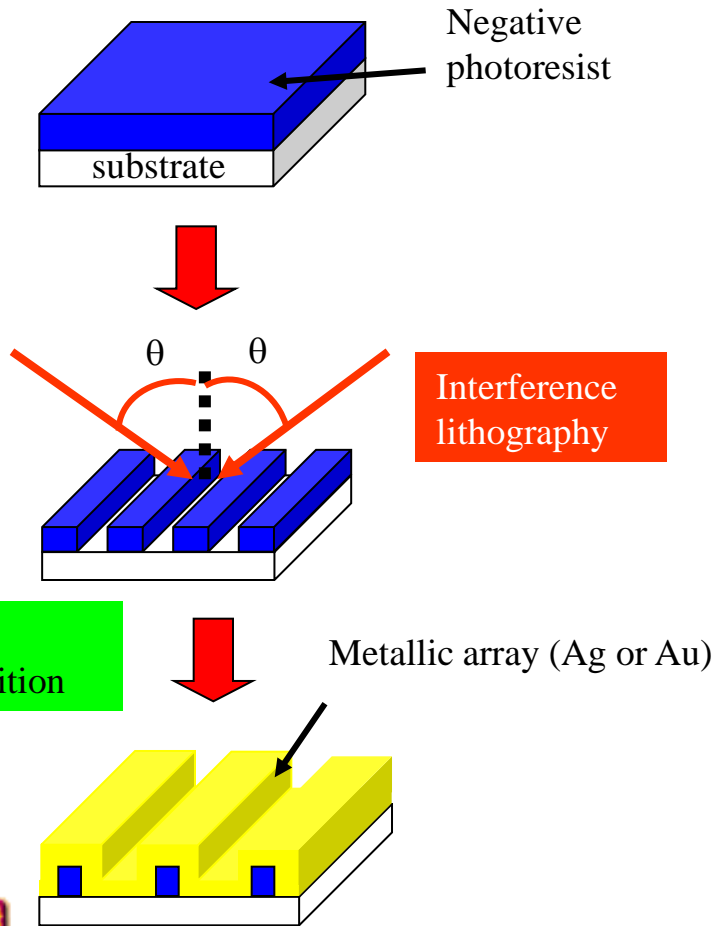 Negative
photoresist
substrate
θ θ
Interference
lithography
Metallic array (Ag or Au)
ition